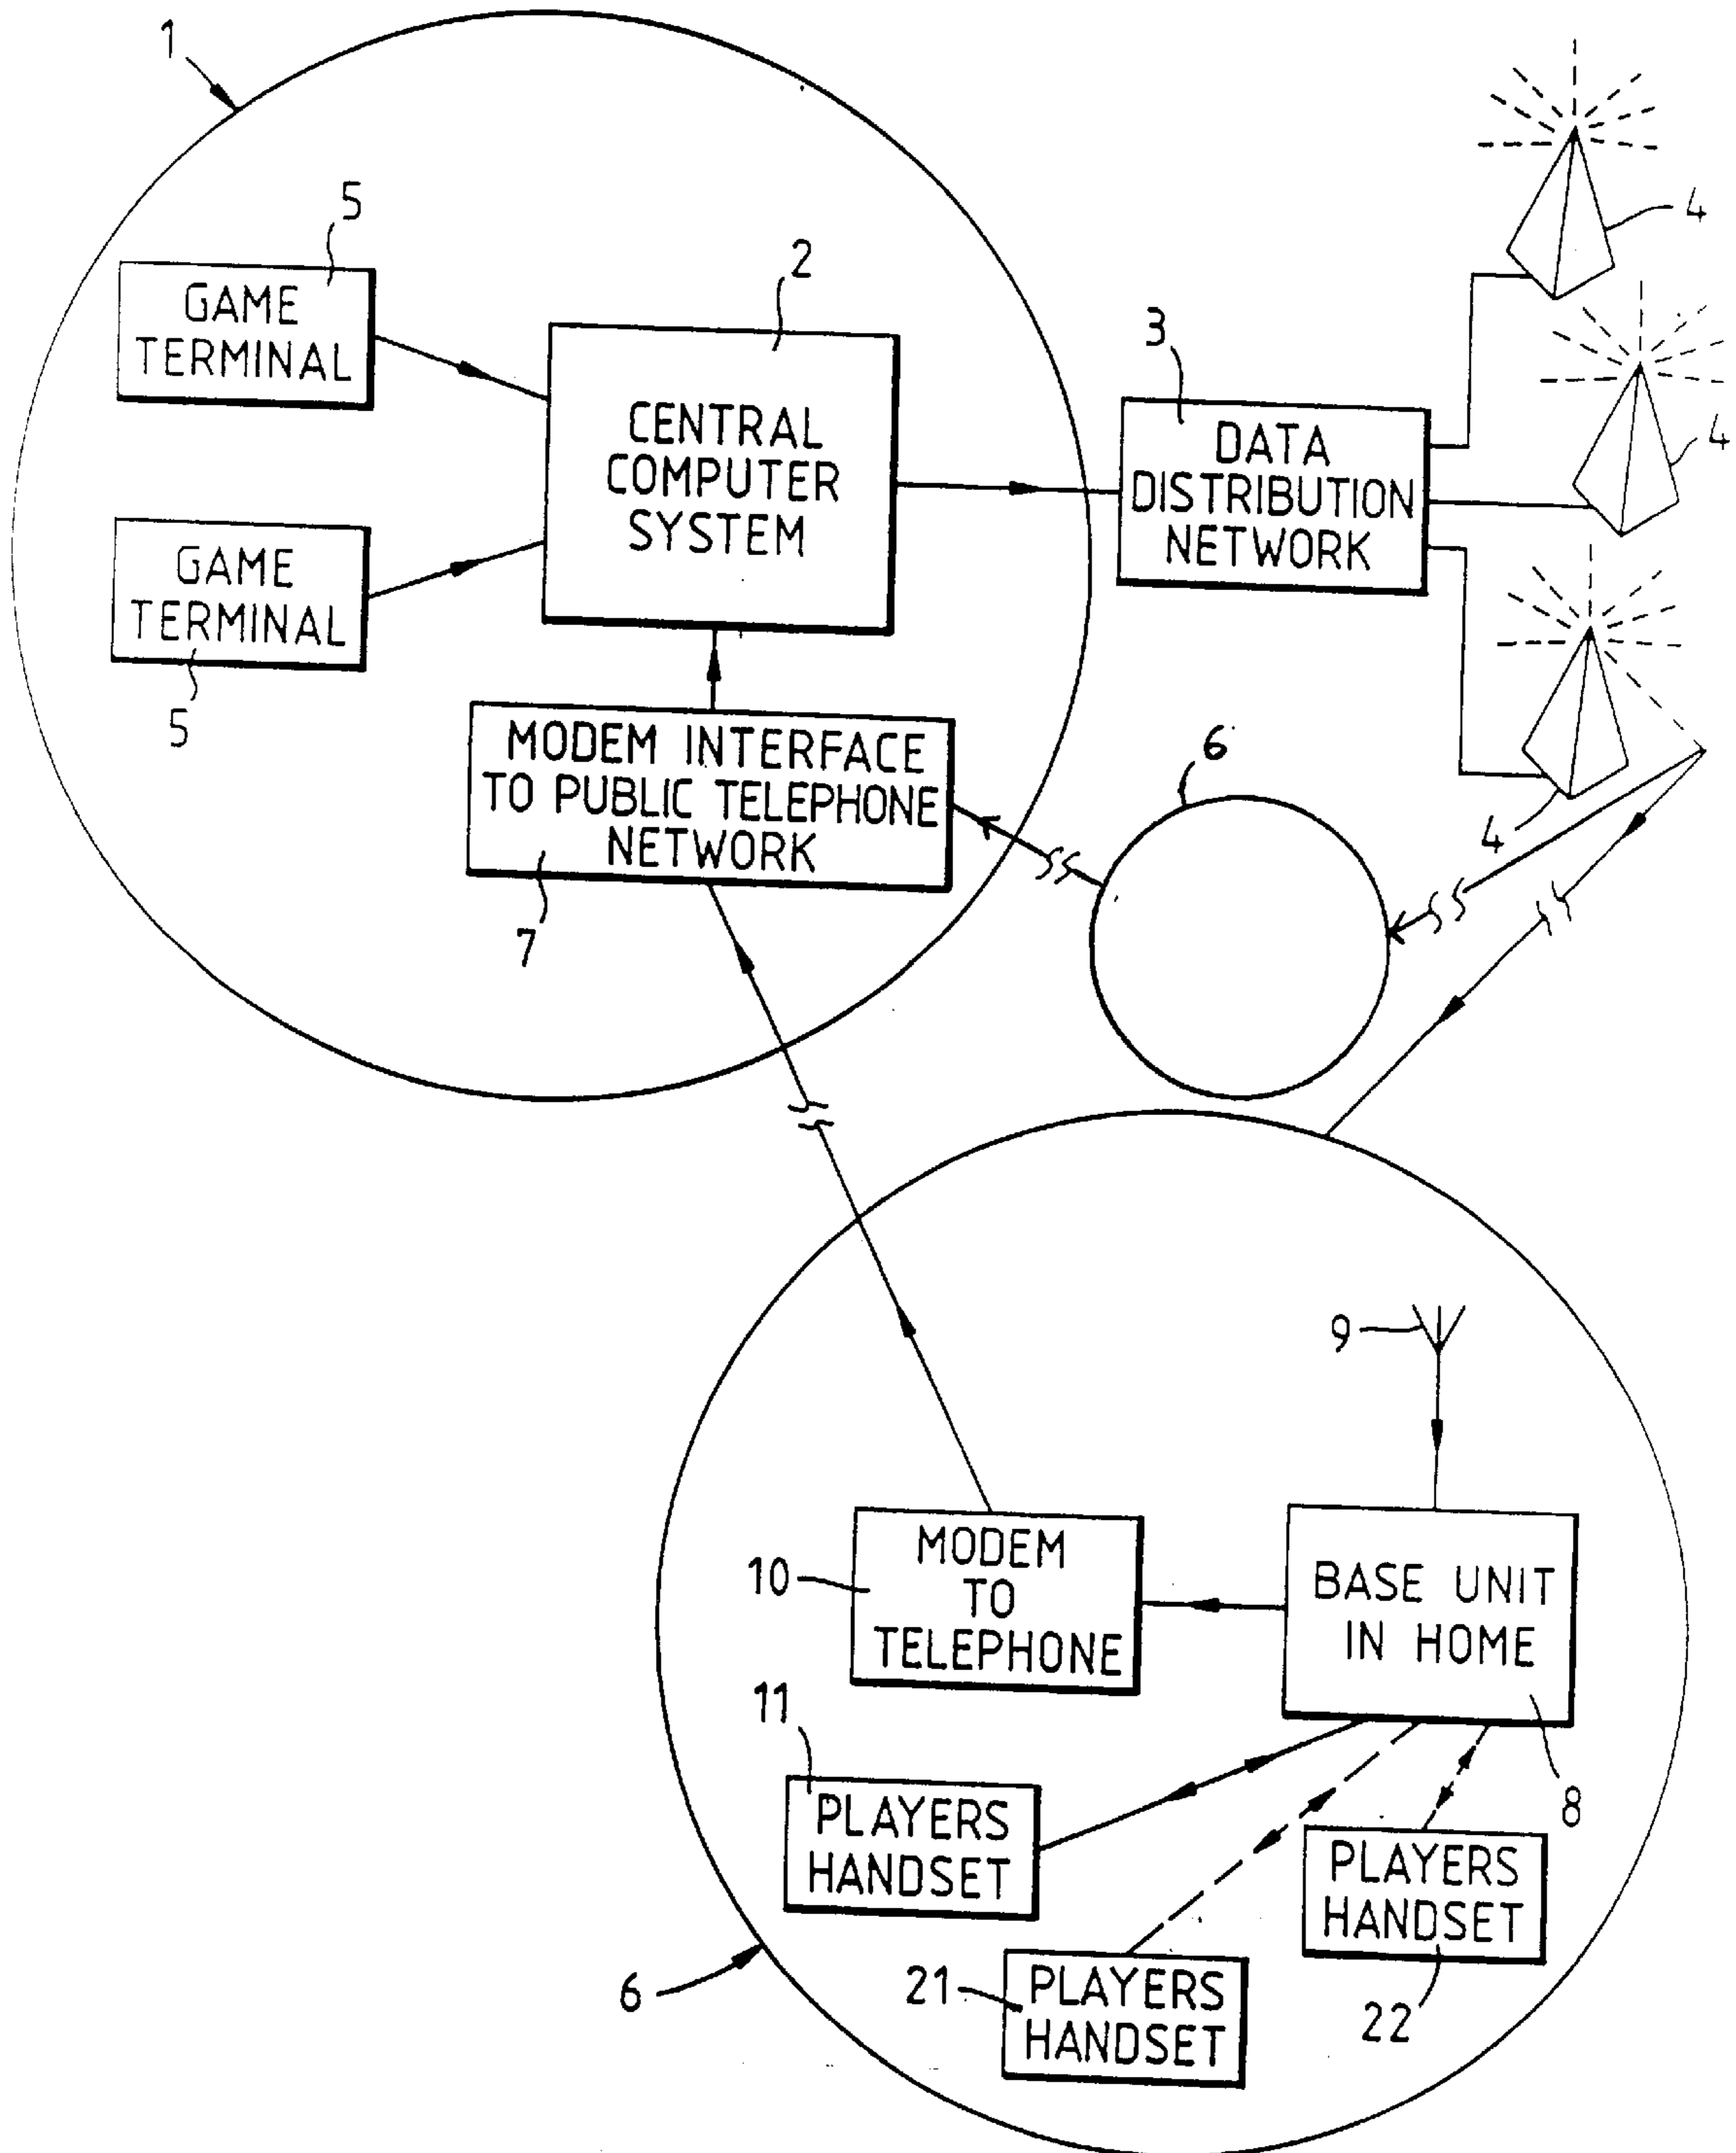 1
5
GAME
TERMINAL
2
CENTRAL
COMPUTER
SYSTEM
3
DATA
DISTRIBUTION
NETWORK
4
4
4
GAME
TERMINAL
5
MODEM INTERFACE
TO PUBLIC TELEPHONE
NETWORK
7
6
9
10
MODEM
TO
TELEPHONE
BASE UNIT
IN HOME
8
11
PLAYERS
HANDSET
PLAYERS
HANDSET
22
21
PLAYERS
HANDSET
6